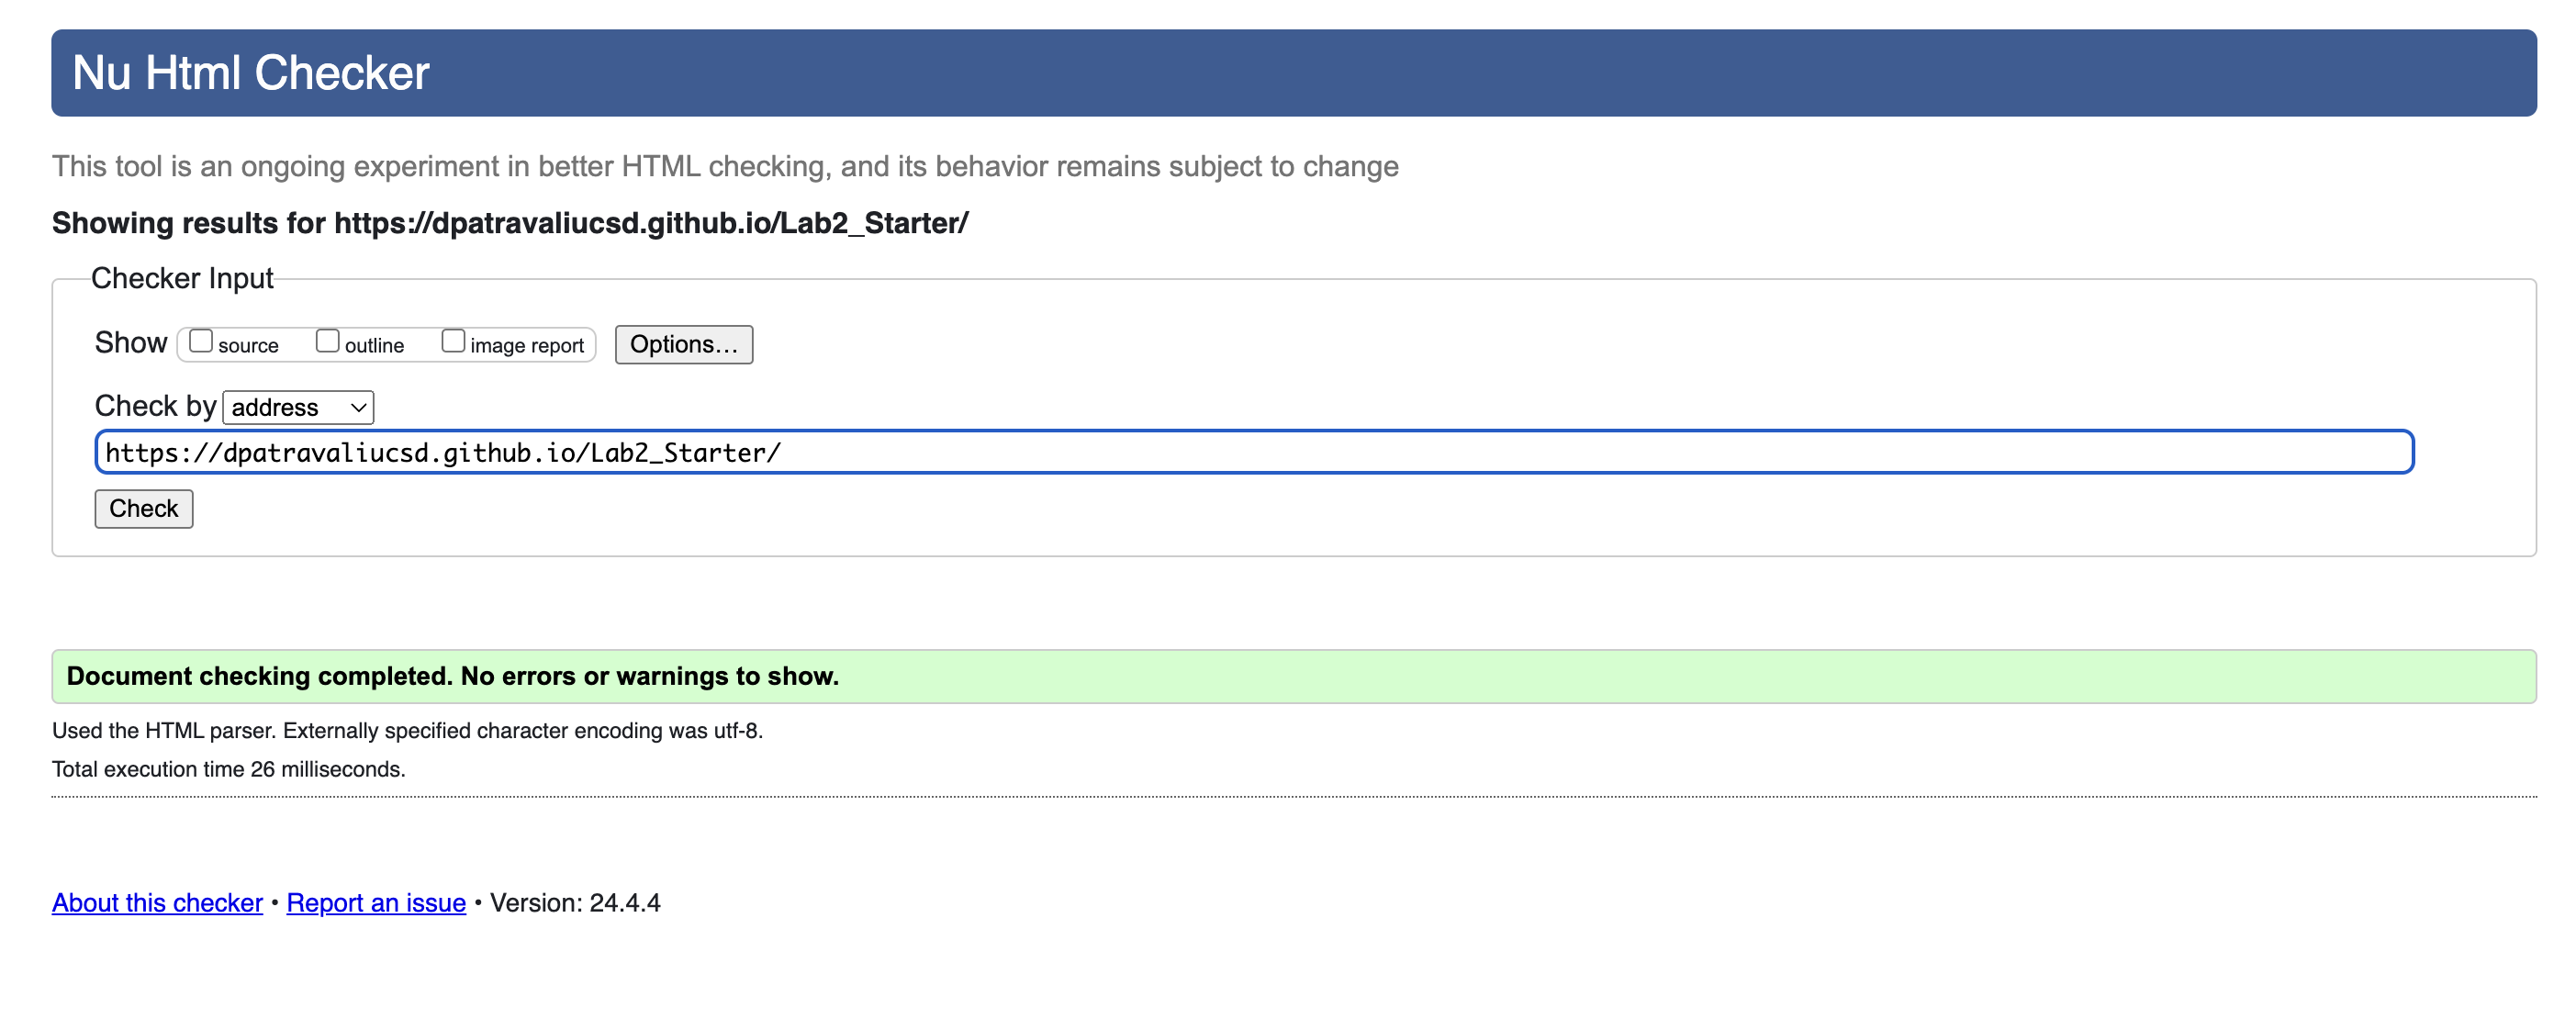 Nu Html Checker
This tool is an ongoing experiment in better HTML checking, and its behavior remains subject to change
Showing results for https://dpatravaliucsd.github.io/Lab2_Starter/
Checker Input
Show source outline image report Options...
Check by address
https://dpatravaliucsd.github.io/Lab2_Starter/
Check
Document checking completed. No errors or warnings to show.
Used the HTML parser. Externally specified character encoding was utf-8.
Total execution time 26 milliseconds.
About this checker • Report an issue • Version: 24.4.4